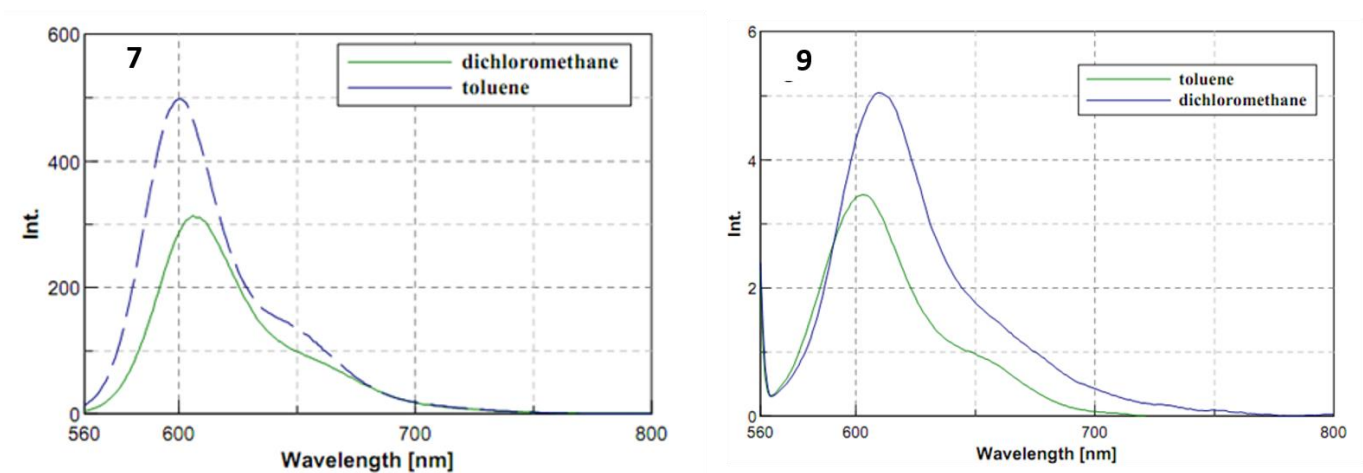 7
dichloromethane
toluene
600
400
200
0
Int.
560
600
700
800
Wavelength [nm]
9
toluene
dichloromethane
6
4
2
0
Int.
560
600
700
800
Wavelength [nm]